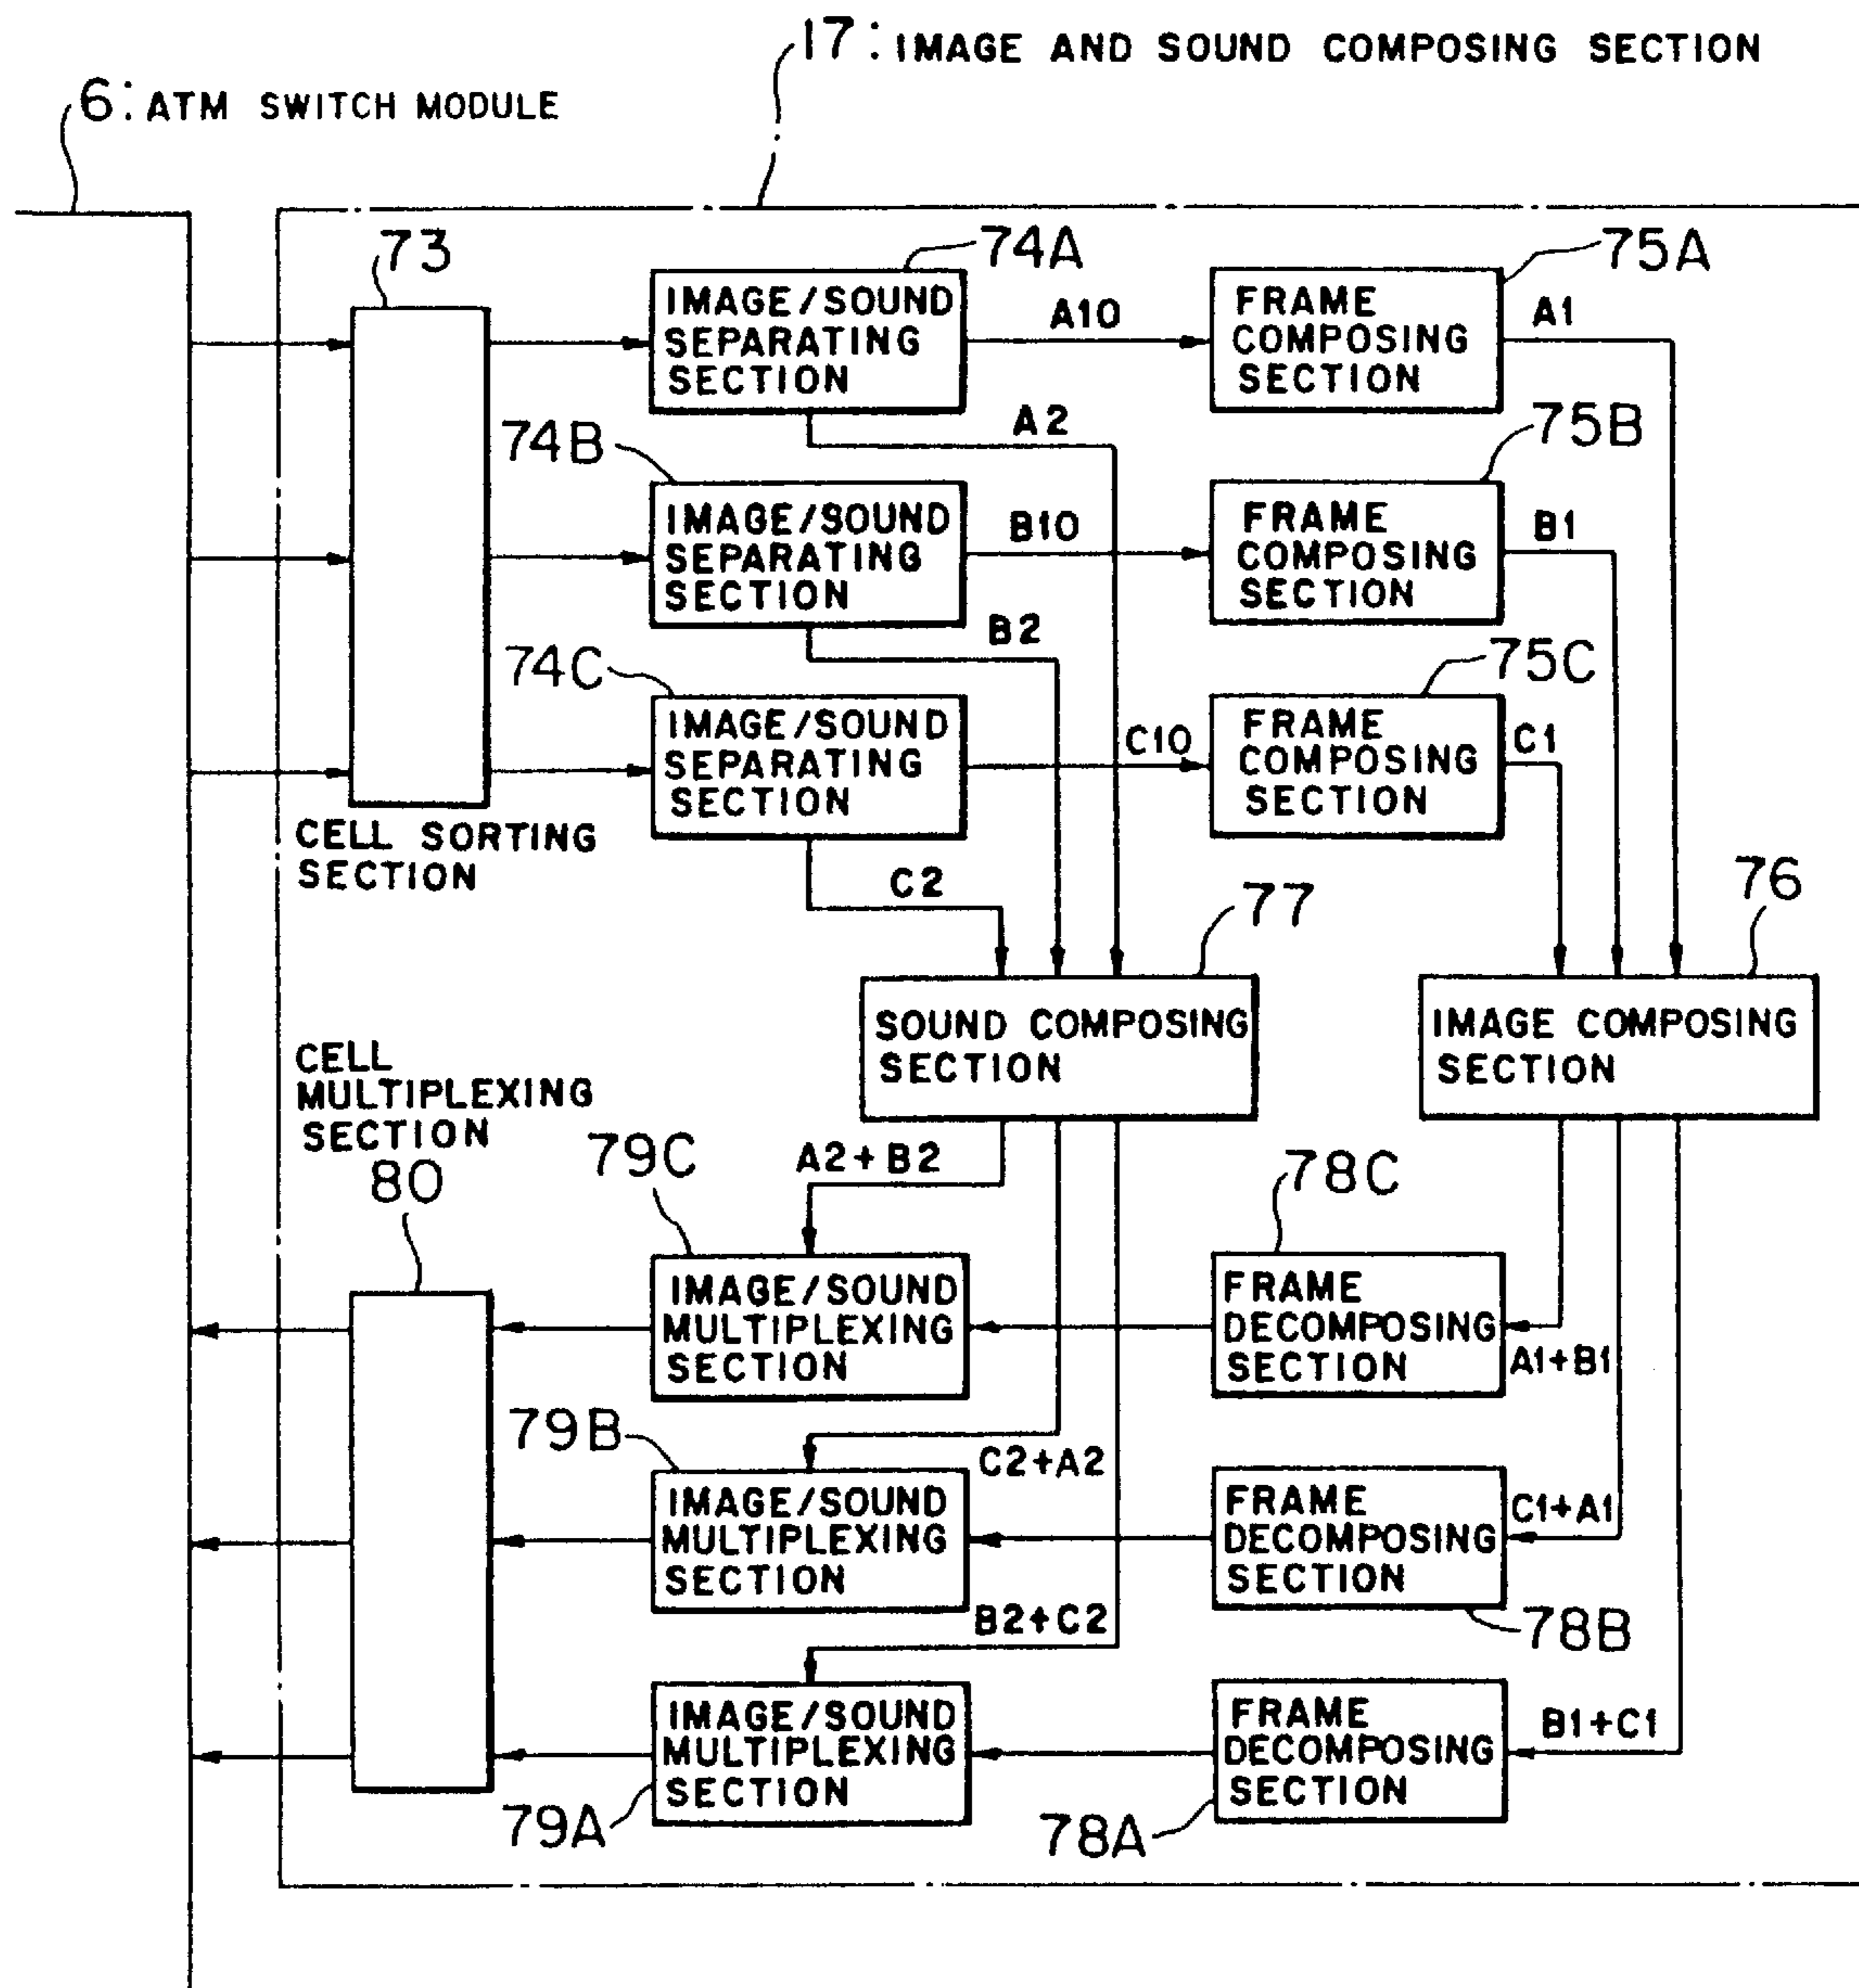 17: IMAGE AND SOUND COMPOSING SECTION
6: ATM SWITCH MODULE
73
74A
75A
IMAGE/SOUND
SEPARATING
SECTION
A10
FRAME
COMPOSING
SECTION
A1
A2
74B
75B
IMAGE/SOUND
SEPARATING
SECTION
B10
FRAME
COMPOSING
SECTION
B1
B2
74C
75C
IMAGE/SOUND
SEPARATING
SECTION
C10
FRAME
COMPOSING
SECTION
C1
CELL SORTING
SECTION
C2
77
76
SOUND COMPOSING
SECTION
IMAGE COMPOSING
SECTION
CELL
MULTIPLEXING
SECTION
80
A2+B2
79C
78C
IMAGE/SOUND
MULTIPLEXING
SECTION
FRAME
DECOMPOSING
SECTION
A1+B1
79B
C2+A2
IMAGE/SOUND
MULTIPLEXING
SECTION
FRAME
DECOMPOSING
SECTION
C1+A1
78B
B2+C2
IMAGE/SOUND
MULTIPLEXING
SECTION
FRAME
DECOMPOSING
SECTION
B1+C1
79A
78A